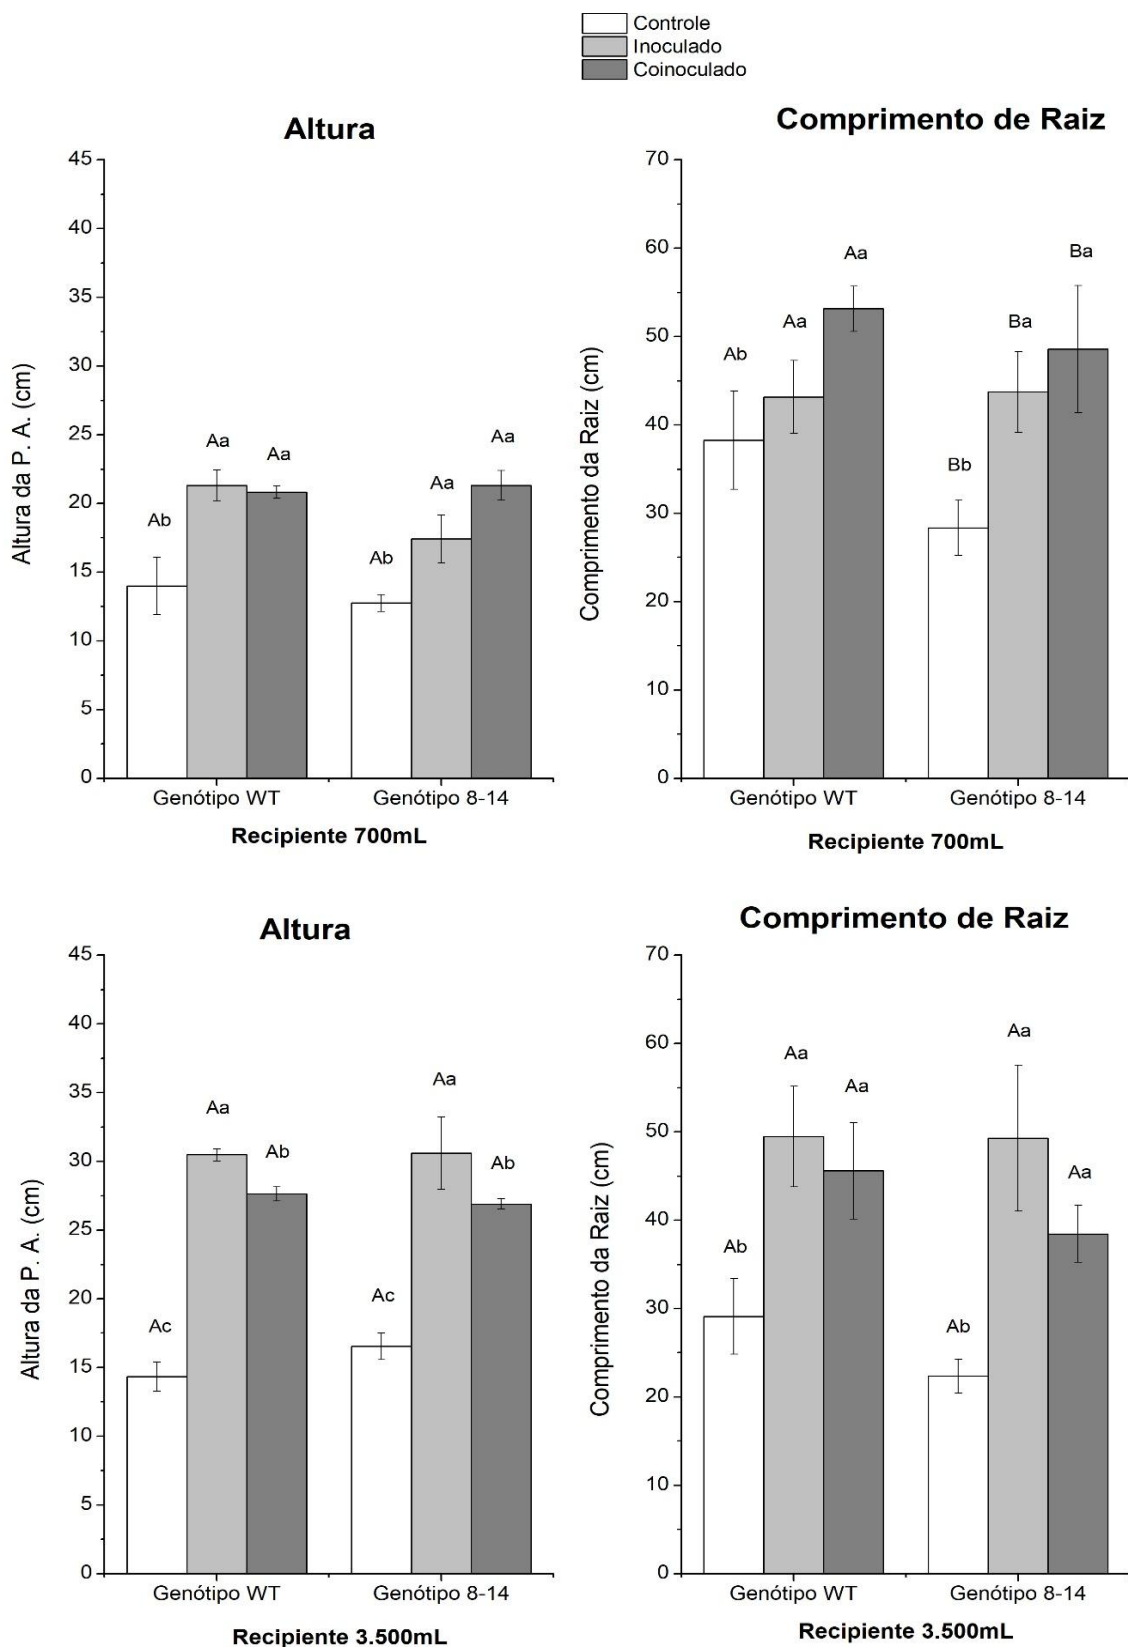 Controle
Inoculado
Coinoculado
Altura
Altura da P. A. (cm)
45
40
35
30
25
20
15
10
5
0
Ab
Aa
Aa
Ab
Aa
Aa
Genótipo WT
Genótipo 8-14
Recipiente 700mL
Comprimento de Raiz
Comprimento da Raiz (cm)
70
60
50
40
30
20
10
0
Ab
Aa
Aa
Bb
Ba
Ba
Genótipo WT
Genótipo 8-14
Recipiente 700mL
Altura
Altura da P. A. (cm)
45
40
35
30
25
20
15
10
5
0
Ac
Aa
Ab
Ac
Aa
Ab
Genótipo WT
Genótipo 8-14
Recipiente 3.500mL
Comprimento de Raiz
Comprimento da Raiz (cm)
70
60
50
40
30
20
10
0
Ab
Aa
Aa
Ab
Aa
Aa
Genótipo WT
Genótipo 8-14
Recipiente 3.500mL